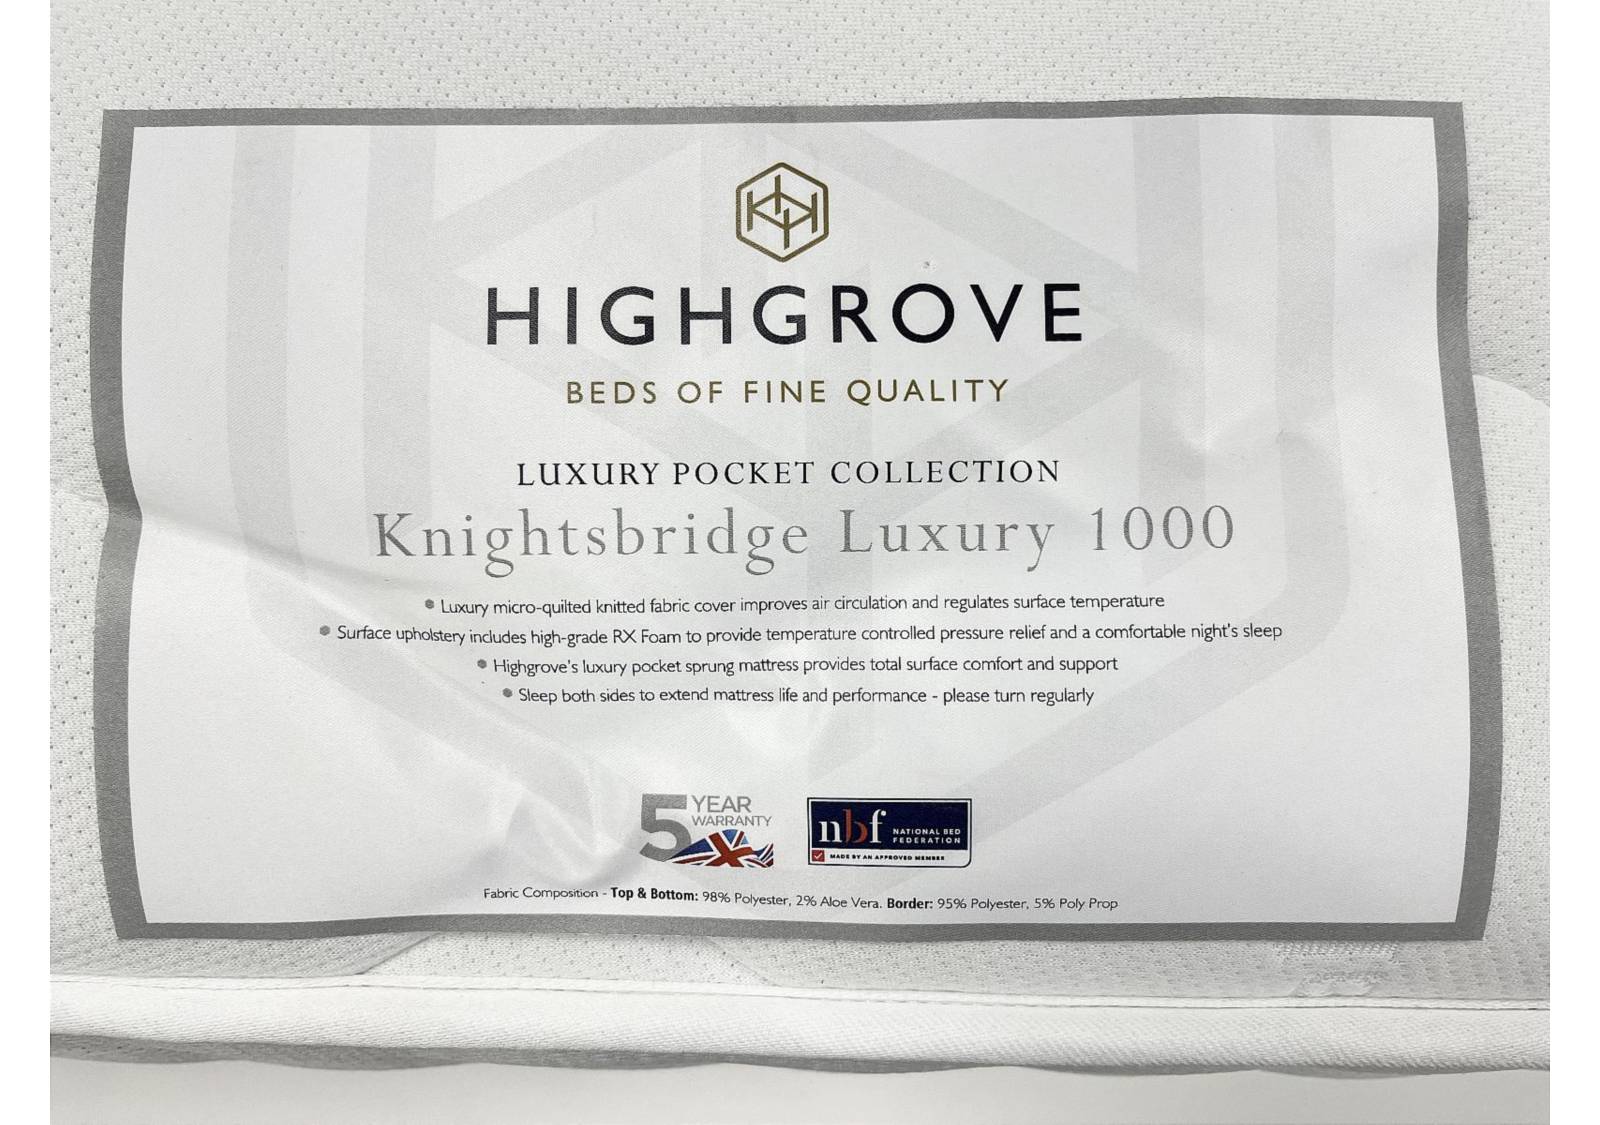 HIGHGROVE
BEDS OF FINE QUALITY
LUXURY POCKET COLLECTION
Knightsbridge Luxury 1000
• Luxury micro-quilted knitted fabric cover improves air circulation and regulates surface temperature
• Surface upholstery includes high-grade RX Foam to provide temperature controlled pressure relief and a comfortable night's sleep
• Highgrove's luxury pocket sprung mattress provides total surface comfort and support
• Sleep both sides to extend mattress life and performance - please turn regularly
5 YEAR
WARRANTY
nbf NATIONAL BED
FEDERATION
MADE BY AN APPROVED MEMBER
Fabric Composition - Top & Bottom: 98% Polyester, 2% Aloe Vera. Border: 95% Polyester, 5% Poly Prop